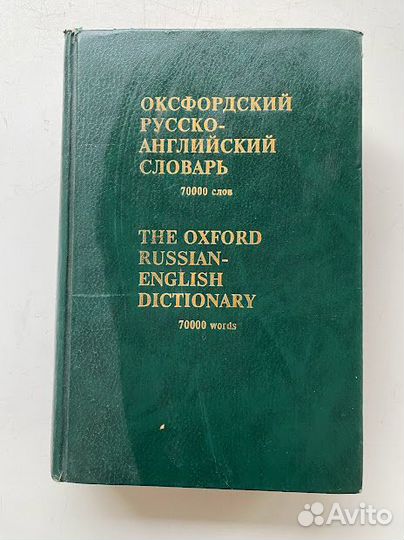 ОКСФОРДСКИЙ
РУССКО-
АНГЛИЙСКИЙ
СЛОВАРЬ
70000 слов
THE OXFORD
RUSSIAN-
ENGLISH
DICTIONARY
70000 words
Avito